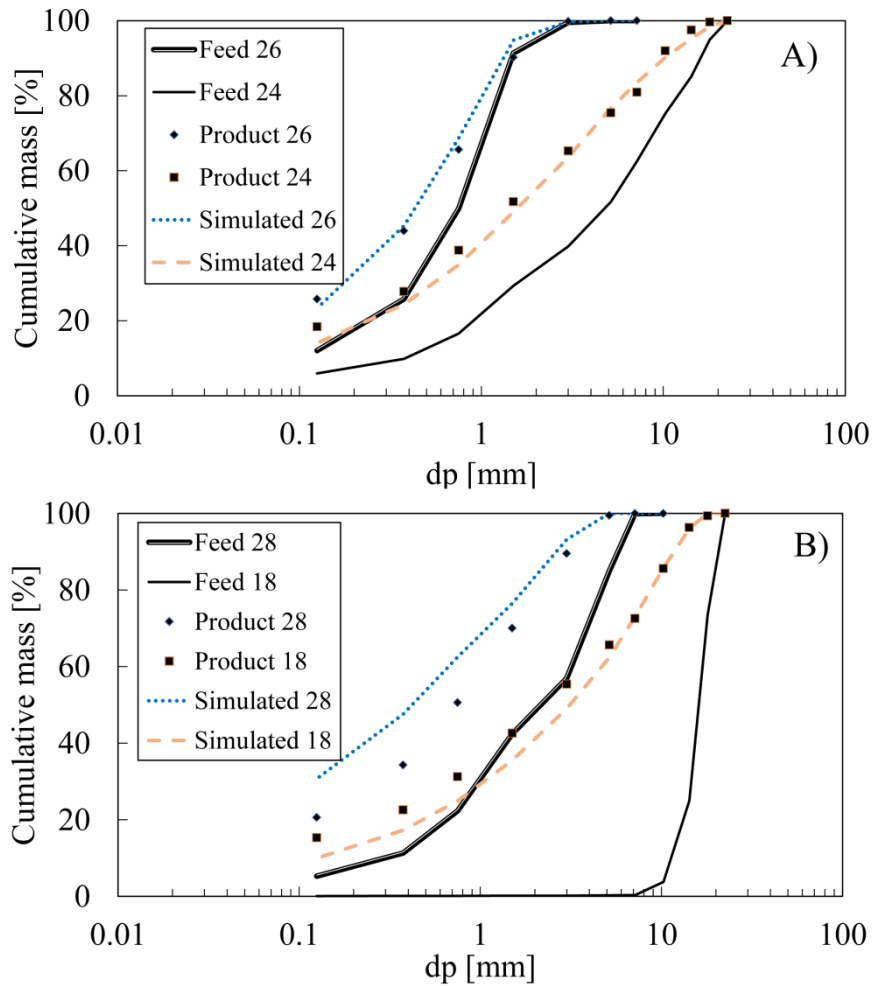 100
80
60
40
20
0
Cumulative mass [%]
Feed 26
Feed 24
Product 26
Product 24
Simulated 26
Simulated 24
A)
0.01
0.1
1
10
100
dp [mm]
100
80
60
40
20
0
Cumulative mass [%]
Feed 28
Feed 18
Product 28
Product 18
Simulated 28
Simulated 18
B)
0.01
0.1
1
10
100
dp [mm]